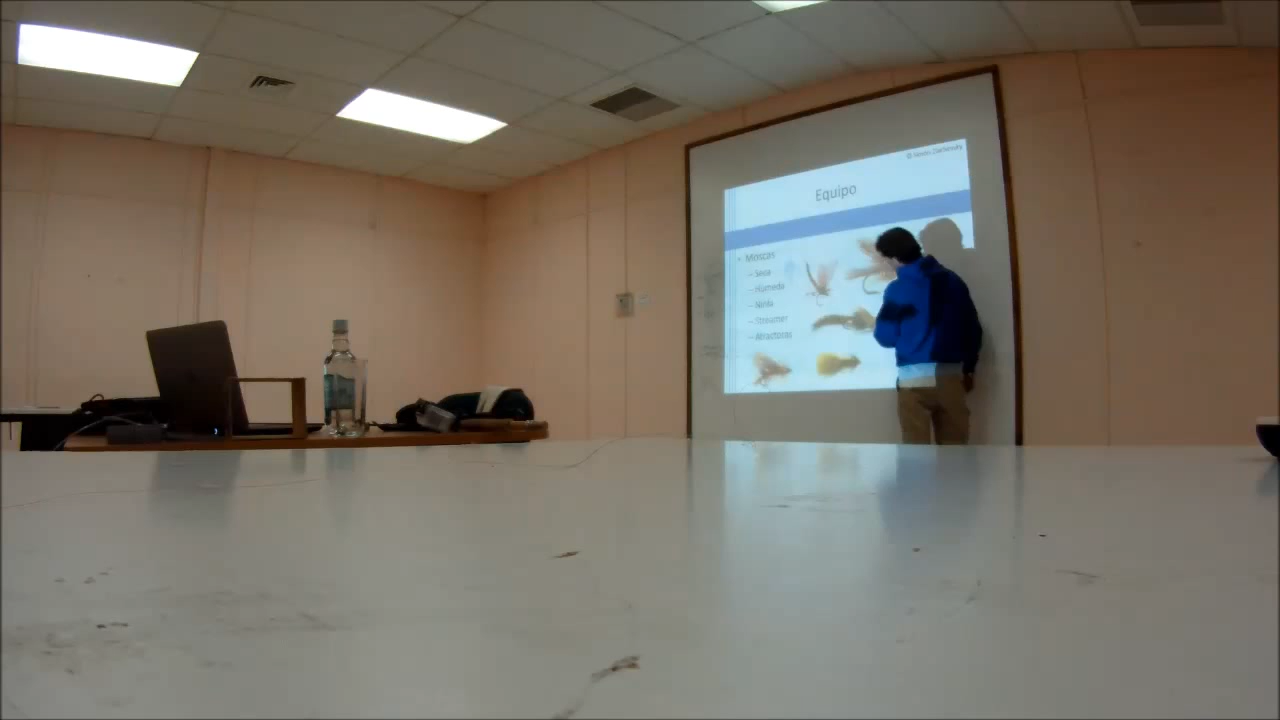 Equipo
• Moscas
– Seca
– Húmeda
– Ninfa
– Streamer
– Atractoras